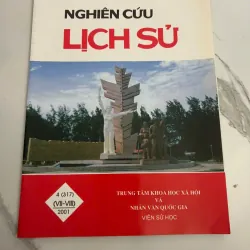 NGHIÊN CỨU
LỊCH SỬ
4 (317)
(VII-VIII)
2001
TRUNG TÂM KHOA HỌC XÃ HỘI
VÀ
NHÂN VĂN QUỐC GIA
VIỆN SỬ HỌC